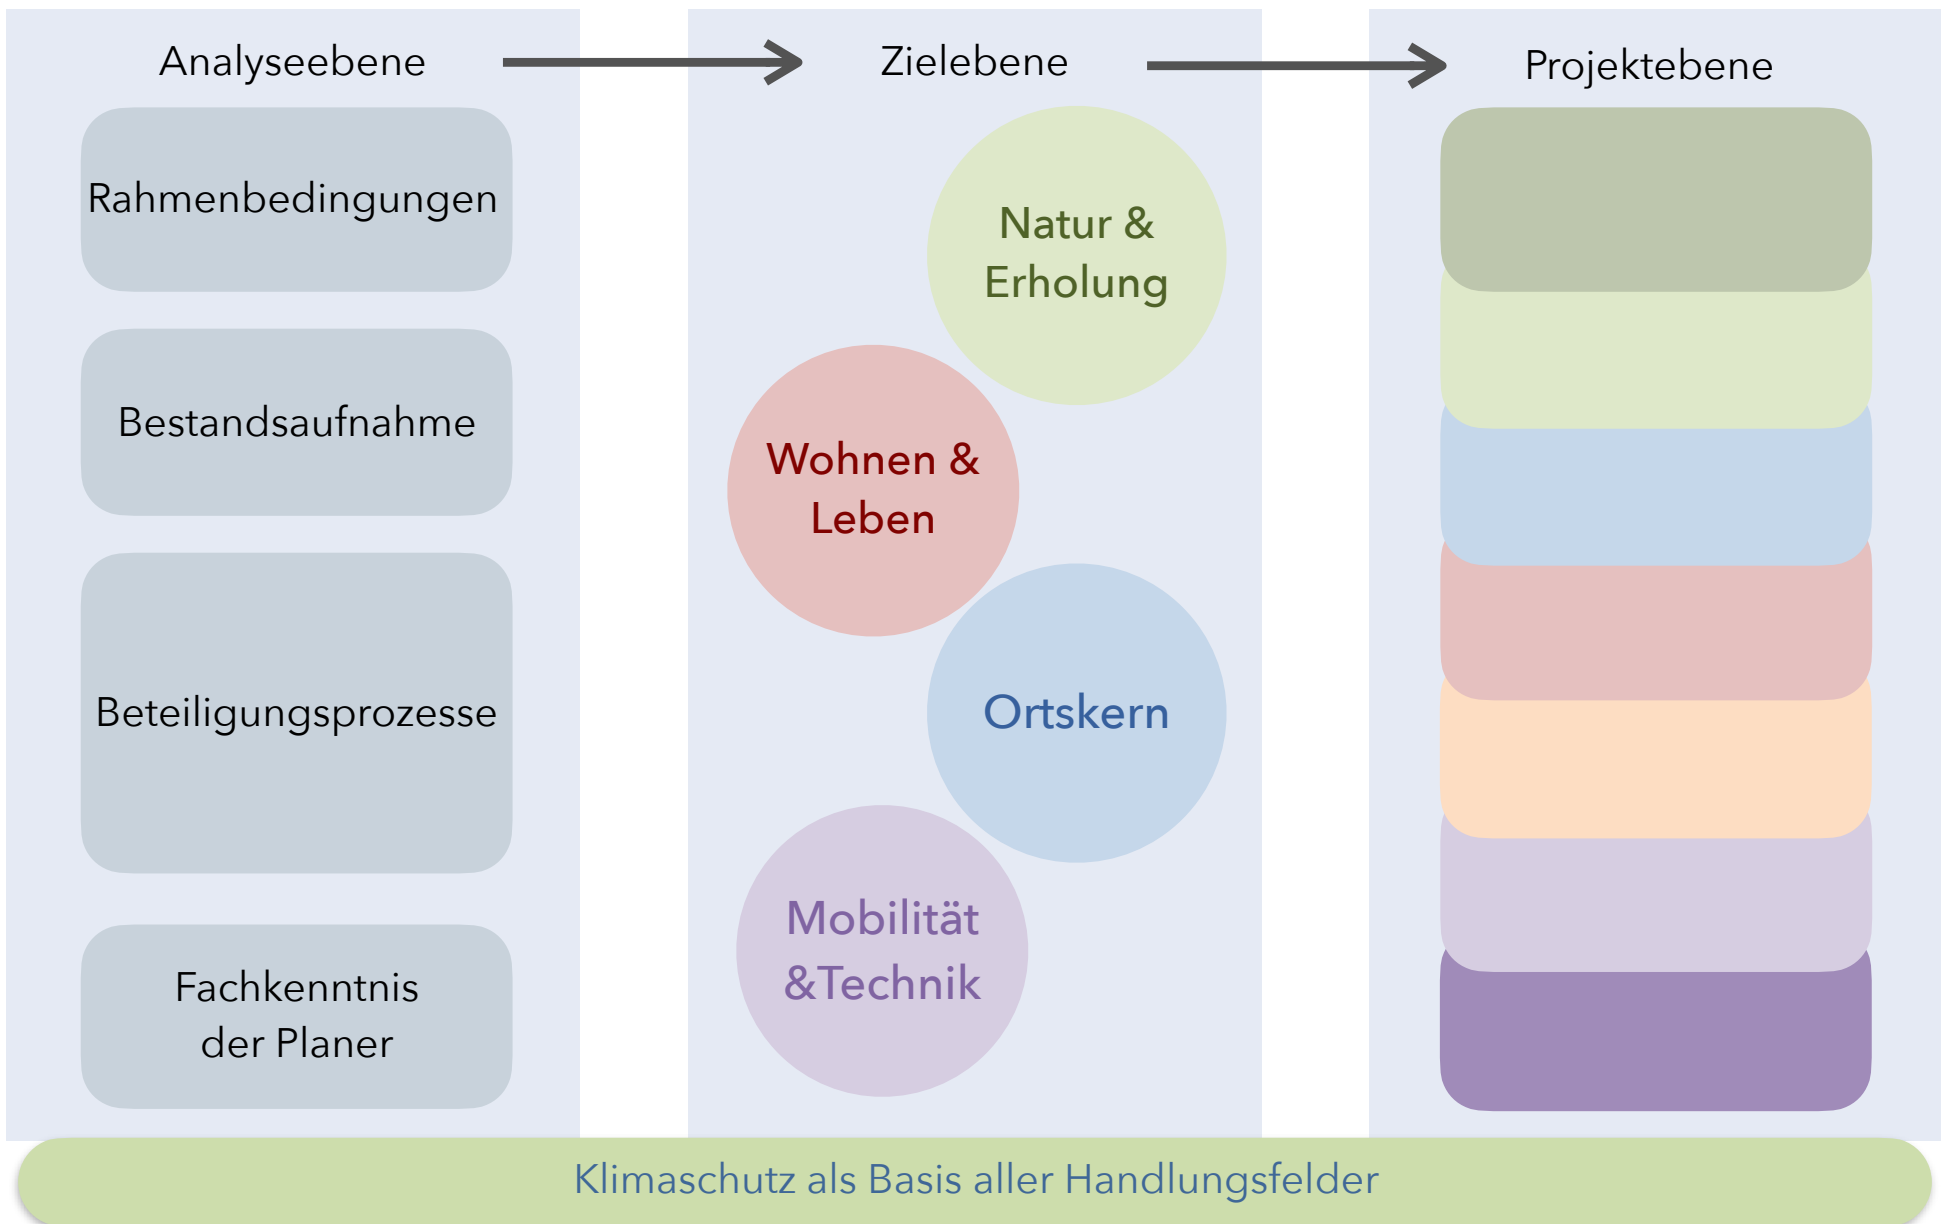 Analyseebene
Zielebene
Projektebene
Rahmenbedingungen
Bestandsaufnahme
Beteiligungsprozesse
Fachkenntnis
der Planer
Natur &
Erholung
Wohnen &
Leben
Ortskern
Mobilität
&Technik
Klimaschutz als Basis aller Handlungsfelder